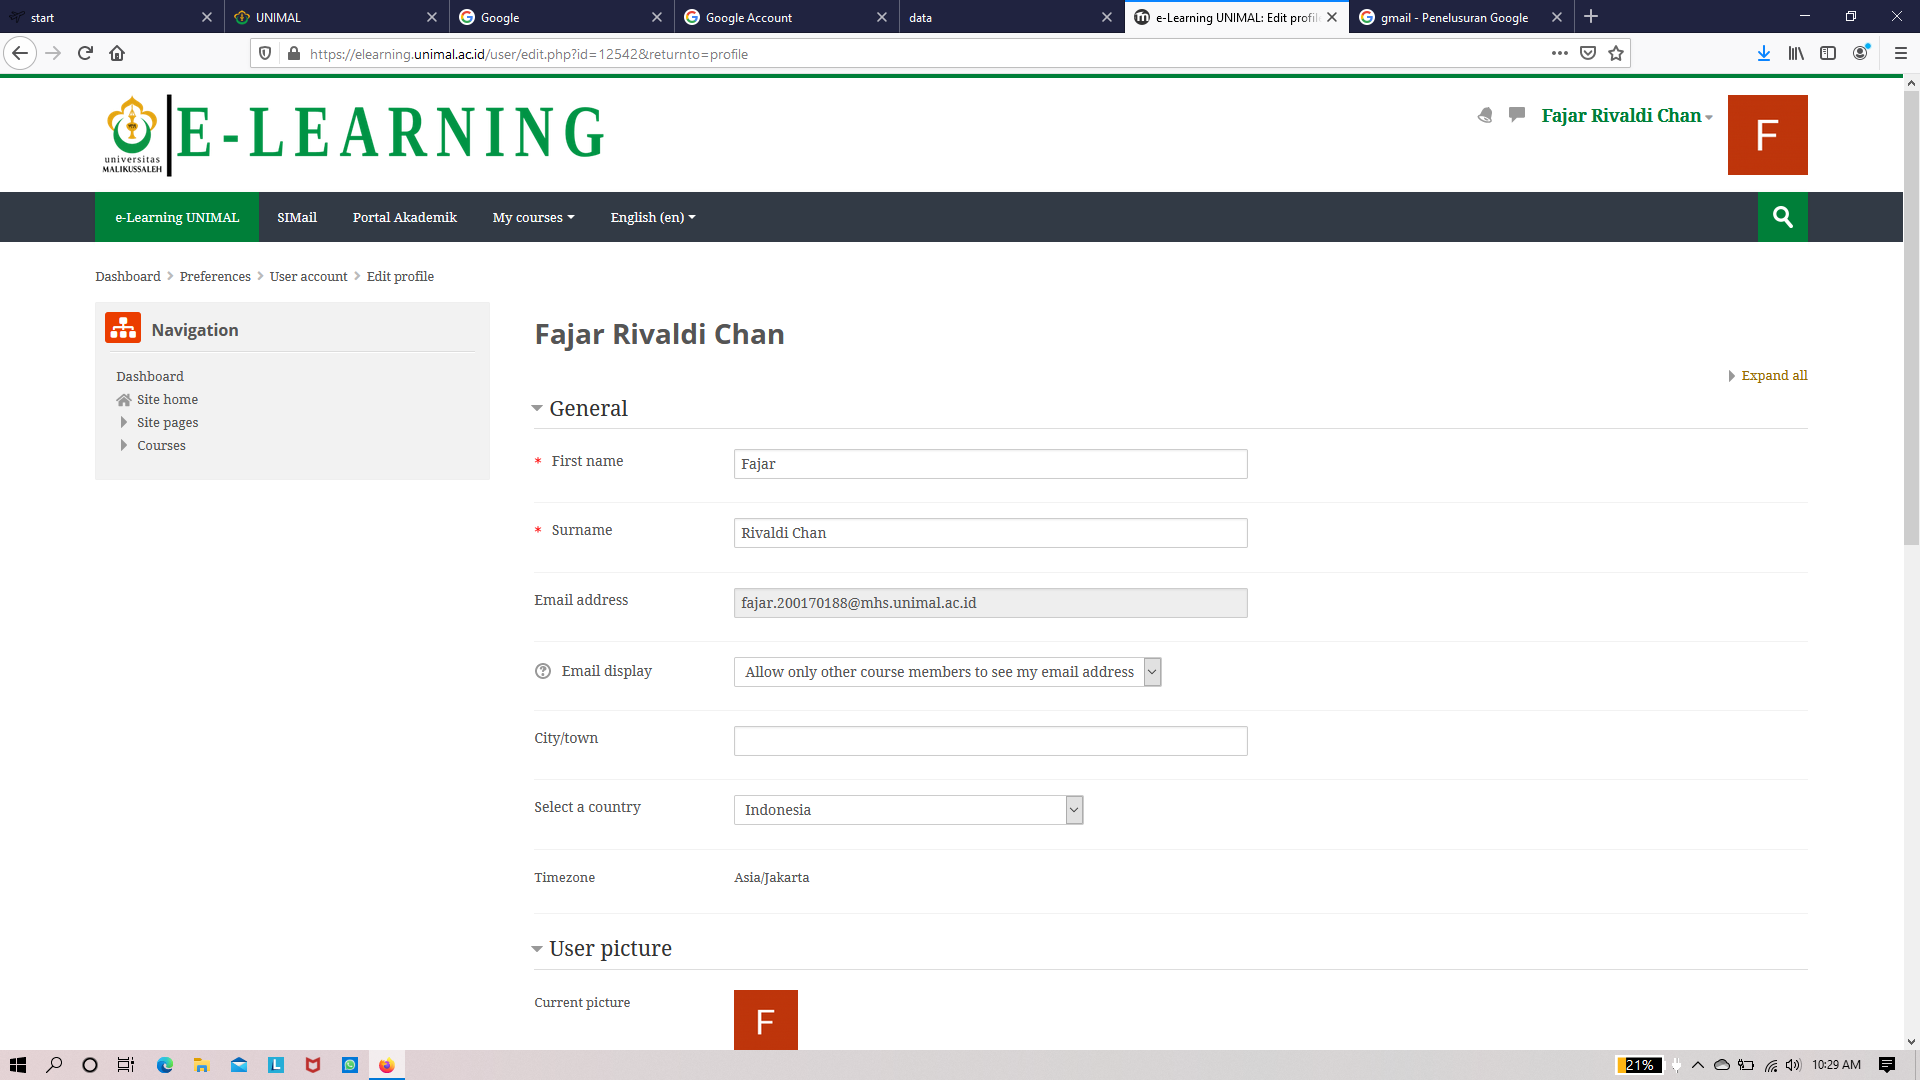 start
UNIMAL
Google
Google Account
data
e-Learning UNIMAL: Edit profil
gmail - Penelusuran Google
https://elearning.unimal.ac.id/user/edit.php?id=12542&returnto=profile
universitas
MALIKUSSALEH
E-LEARNING
Fajar Rivaldi Chan
F
e-Learning UNIMAL
SIMail
Portal Akademik
My courses
English (en)
Dashboard
Preferences
User account
Edit profile
Navigation
Dashboard
Site home
Site pages
Courses
Fajar Rivaldi Chan
Expand all
General
* First name
Fajar
* Surname
Rivaldi Chan
Email address
fajar.200170188@mhs.unimal.ac.id
Email display
Allow only other course members to see my email address
City/town
Select a country
Indonesia
Timezone
Asia/Jakarta
User picture
Current picture
F
21%
10:29 AM